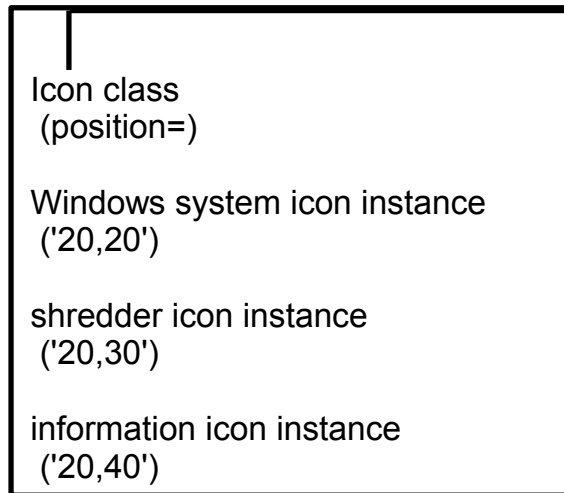 Icon class
(position=)
Windows system icon instance
('20,20')
shredder icon instance
('20,30')
information icon instance
('20,40')